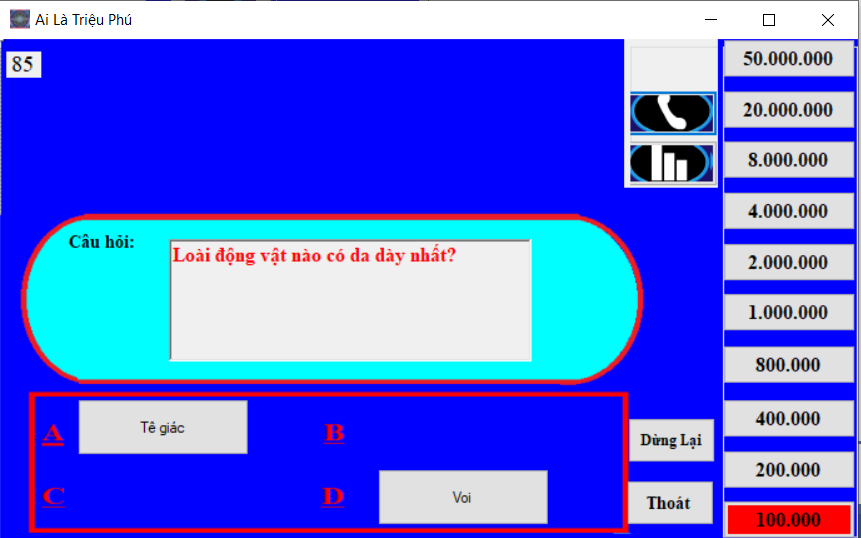 Ai Là Triệu Phú
85
Câu hỏi:
Loài động vật nào có da dày nhất?
A
Tê giác
B
C
D
Voi
Dừng Lại
Thoát
50.000.000
20.000.000
8.000.000
4.000.000
2.000.000
1.000.000
800.000
400.000
200.000
100.000